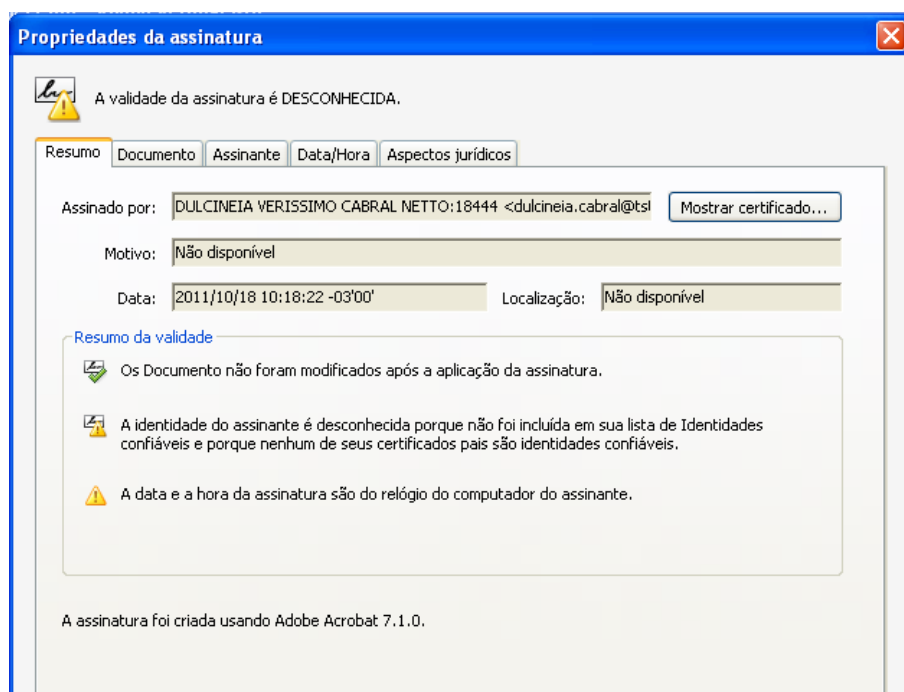 Propriedades da assinatura
A validade da assinatura é DESCONHECIDA.
Resumo Documento Assinante Data/Hora Aspectos jurídicos
Assinado por: DULCINEIA VERISSIMO CABRAL NETTO:18444 <dulcineia.cabral@ts Mostrar certificado...
Motivo: Não disponível
Data: 2011/10/18 10:18:22 -03'00' Localização: Não disponível
Resumo da validade
Os Documento não foram modificados após a aplicação da assinatura.
A identidade do assinante é desconhecida porque não foi incluída em sua lista de Identidades
confiáveis e porque nenhum de seus certificados pais são identidades confiáveis.
A data e a hora da assinatura são do relógio do computador do assinante.
A assinatura foi criada usando Adobe Acrobat 7.1.0.